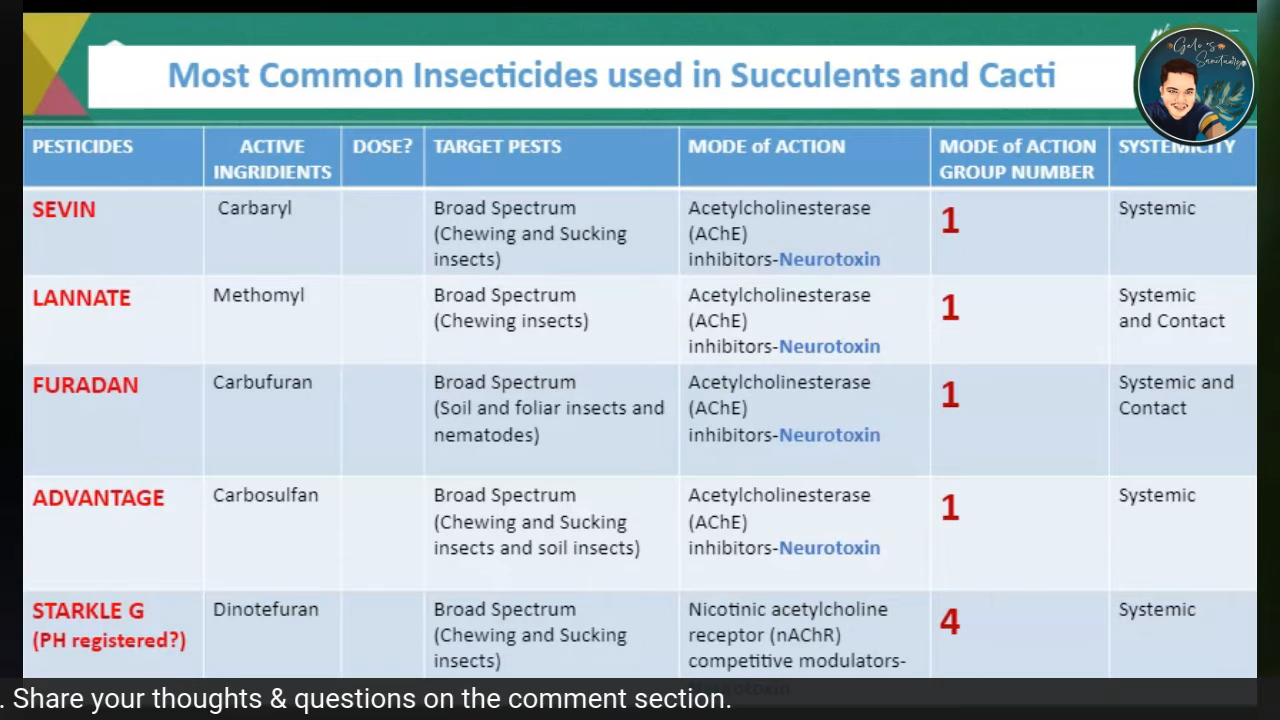 Most Common Insecticides used in Succulents and Cacti
Gelo's
Sanctuary
PESTICIDES
ACTIVE
INGRIDIENTS
DOSE?
TARGET PESTS
MODE of ACTION
MODE of ACTION
GROUP NUMBER
SYSTEMICITY
SEVIN
Carbaryl
Broad Spectrum
(Chewing and Sucking
insects)
Acetylcholinesterase
(AChE)
inhibitors-Neurotoxin
1
Systemic
LANNATE
Methomyl
Broad Spectrum
(Chewing insects)
Acetylcholinesterase
(AChE)
inhibitors-Neurotoxin
1
Systemic
and Contact
FURADAN
Carbufuran
Broad Spectrum
(Soil and foliar insects and
nematodes)
Acetylcholinesterase
(AChE)
inhibitors-Neurotoxin
1
Systemic and
Contact
ADVANTAGE
Carbosulfan
Broad Spectrum
(Chewing and Sucking
insects and soil insects)
Acetylcholinesterase
(AChE)
inhibitors-Neurotoxin
1
Systemic
STARKLE G
(PH registered?)
Dinotefuran
Broad Spectrum
(Chewing and Sucking
insects)
Nicotinic acetylcholine
receptor (nAChR)
competitive modulators-
Neurotoxin
4
Systemic
. Share your thoughts & questions on the comment section.